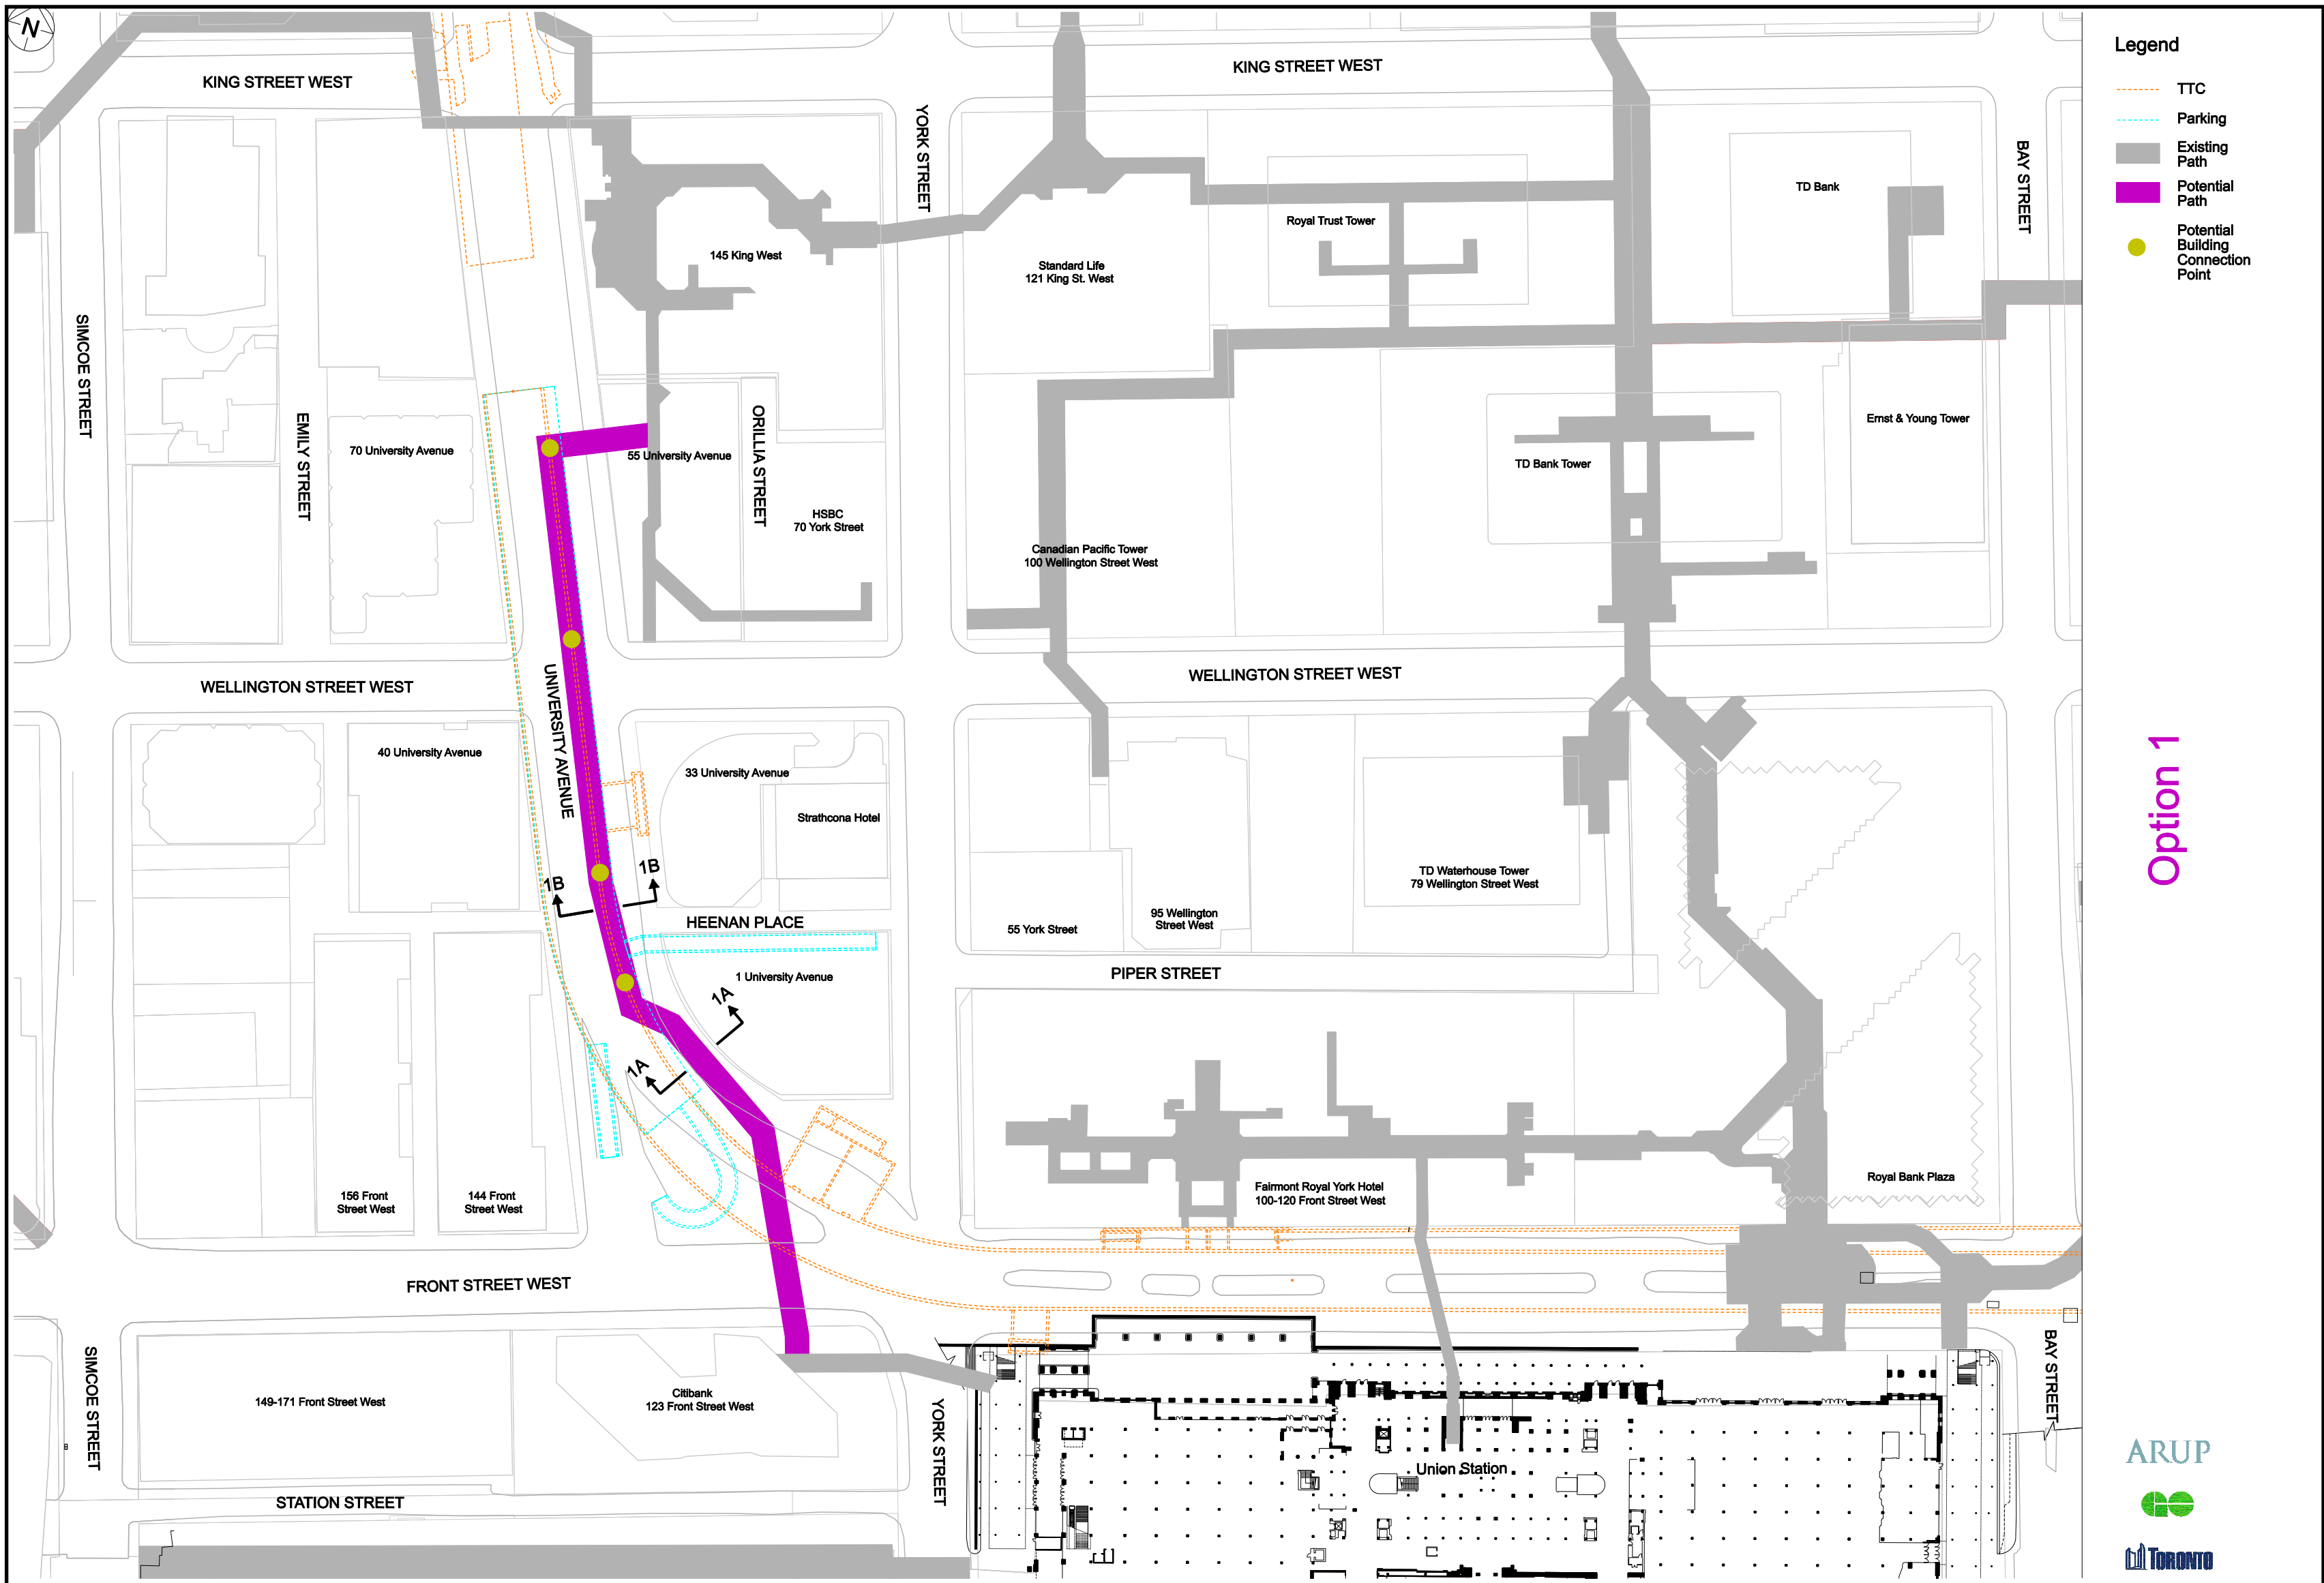 N
KING STREET WEST
KING STREET WEST
YORK STREET
BAY STREET
Legend
TTC
Parking
Existing
Path
Potential
Path
Potential
Building
Connection
Point
TD Bank
Royal Trust Tower
145 King West
Standard Life
121 King St. West
SIMCOE STREET
EMILY STREET
70 University Avenue
55 University Avenue
ORILLIA STREET
HSBC
70 York Street
Ernst & Young Tower
TD Bank Tower
Canadian Pacific Tower
100 Wellington Street West
WELLINGTON STREET WEST
WELLINGTON STREET WEST
UNIVERSITY AVENUE
40 University Avenue
33 University Avenue
Strathcona Hotel
Option 1
1B
1B
TD Waterhouse Tower
79 Wellington Street West
HEENAN PLACE
55 York Street
95 Wellington
Street West
PIPER STREET
1 University Avenue
1A
1A
156 Front
Street West
144 Front
Street West
Fairmont Royal York Hotel
100-120 Front Street West
Royal Bank Plaza
FRONT STREET WEST
SIMCOE STREET
149-171 Front Street West
Citibank
123 Front Street West
YORK STREET
BAY STREET
Union Station
STATION STREET
ARUP
GO
TORONTO